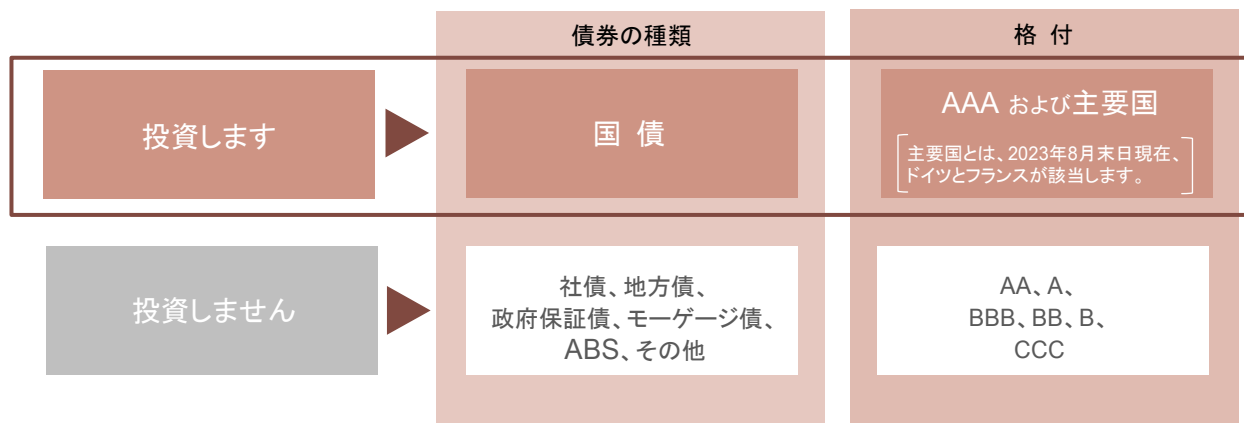 債券の種類
格 付
投資します
国 債
AAA および主要国
主要国とは、2023年8月末日現在、
ドイツとフランスが該当します。
投資しません
社債、地方債、
政府保証債、モーゲージ債、
ABS、その他
AA、A、
BBB、BB、B、
CCC